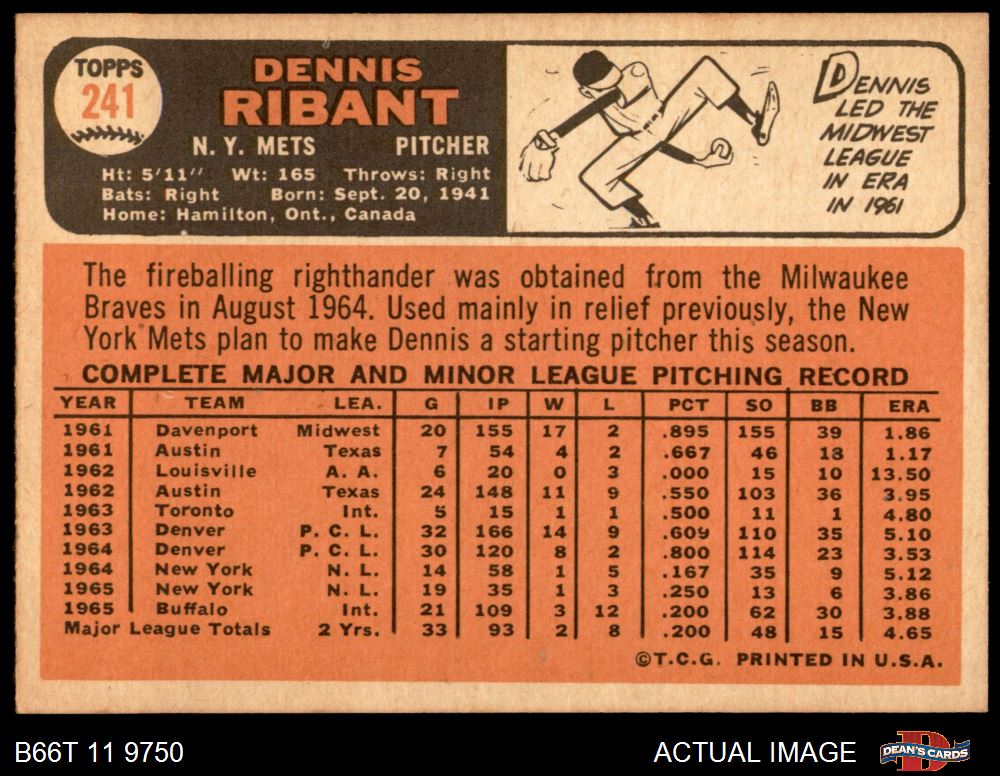 TOPPS
241
DENNIS
RIBANT
N. Y. METS PITCHER
Ht: 5'11" Wt: 165 Throws: Right
Bats: Right Born: Sept. 20, 1941
Home: Hamilton, Ont., Canada
DENNIS
LED THE
MIDWEST
LEAGUE
IN ERA
IN 1961
The fireballing righthander was obtained from the Milwaukee
Braves in August 1964. Used mainly in relief previously, the New
York Mets plan to make Dennis a starting pitcher this season.
COMPLETE MAJOR AND MINOR LEAGUE PITCHING RECORD
YEAR TEAM LEA. G IP W L PCT SO BB ERA
1961 Davenport Midwest 20 155 17 2 .895 155 39 1.86
1961 Austin Texas 7 54 4 2 .667 46 18 1.17
1962 Louisville A. A. 6 20 0 3 .000 15 10 13.50
1962 Austin Texas 24 148 11 9 .550 103 36 3.95
1963 Toronto Int. 5 15 1 1 .500 11 1 4.80
1963 Denver P. C. L. 32 166 14 9 .609 110 35 5.10
1964 Denver P. C. L. 30 120 8 2 .800 114 23 3.53
1964 New York N. L. 14 58 1 5 .167 35 9 5.12
1965 New York N. L. 19 35 1 3 .250 13 6 3.86
1965 Buffalo Int. 21 109 3 12 .200 62 30 3.88
Major League Totals 2 Yrs. 33 93 2 8 .200 48 15 4.65
©T.C.G. PRINTED IN U.S.A.
B66T 11 9750
ACTUAL IMAGE
D
DEAN'S CARDS